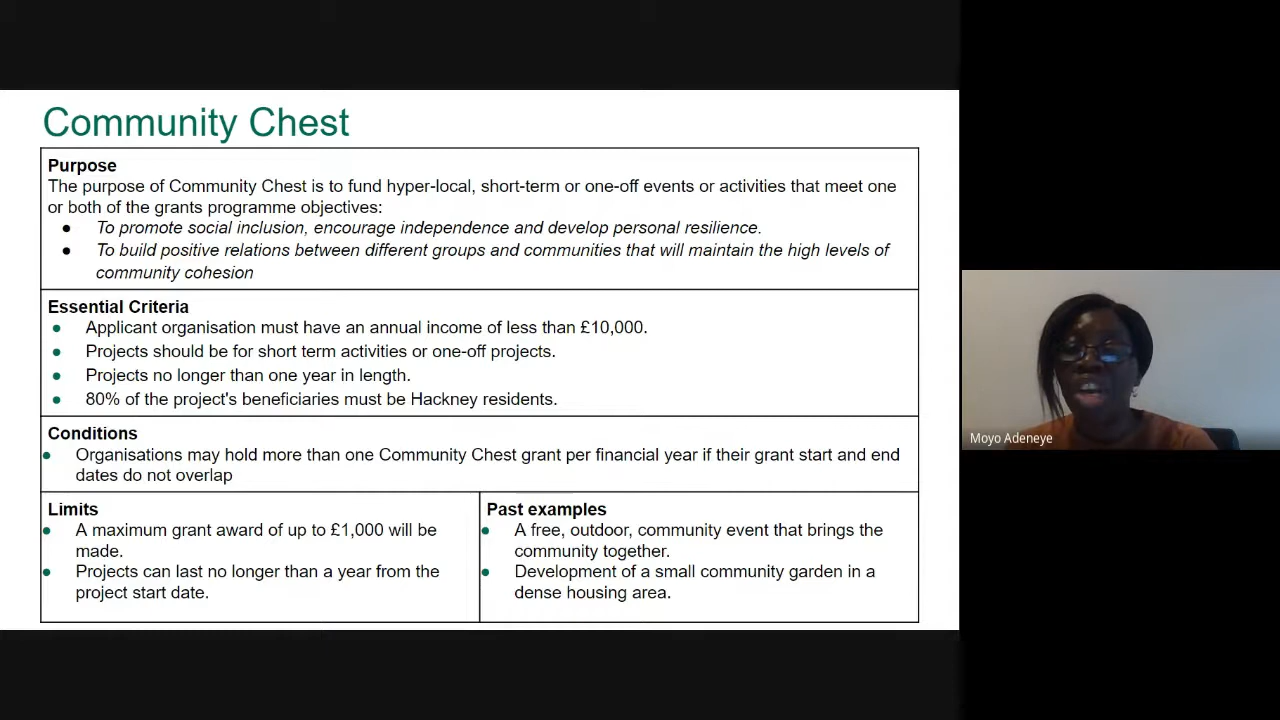 Community Chest
Purpose
The purpose of Community Chest is to fund hyper-local, short-term or one-off events or activities that meet one
or both of the grants programme objectives:
● To promote social inclusion, encourage independence and develop personal resilience.
● To build positive relations between different groups and communities that will maintain the high levels of
community cohesion
Essential Criteria
● Applicant organisation must have an annual income of less than £10,000.
● Projects should be for short term activities or one-off projects.
● Projects no longer than one year in length.
● 80% of the project's beneficiaries must be Hackney residents.
Conditions
● Organisations may hold more than one Community Chest grant per financial year if their grant start and end
dates do not overlap
Limits
● A maximum grant award of up to £1,000 will be
made.
● Projects can last no longer than a year from the
project start date.
Past examples
● A free, outdoor, community event that brings the
community together.
● Development of a small community garden in a
dense housing area.
Moyo Adeneye